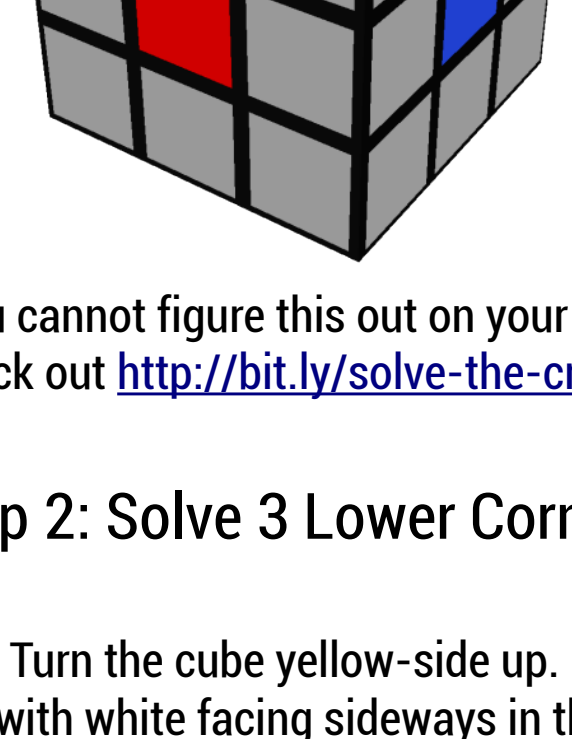 cannot figure this out on your
ck out http://bit.ly/solve-the-c
p 2: Solve 3 Lower Corn
Turn the cube yellow-side up.
with white facing sideways in th